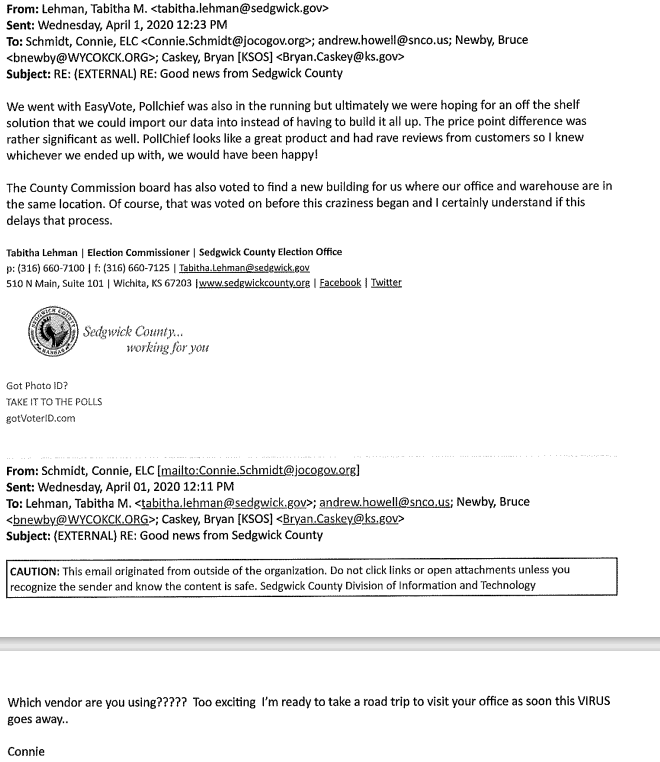 From: Lehman, Tabitha M. <tabitha.lehman@sedgwick.gov>
Sent: Wednesday, April 1, 2020 12:23 PM
To: Schmidt, Connie, ELC <Connie.Schmidt@jocogov.org>; andrew.howell@snco.us; Newby, Bruce
<bnewby@WYCOKCK.ORG>; Caskey, Bryan [KSOS] <Bryan.Caskey@ks.gov>
Subject: RE: (EXTERNAL) RE: Good news from Sedgwick County
We went with EasyVote, Pollchief was also in the running but ultimately we were hoping for an off the shelf
solution that we could import our data into instead of having to build it all up. The price point difference was
rather significant as well. PollChief looks like a great product and had rave reviews from customers so I knew
whichever we ended up with, we would have been happy!
The County Commission board has also voted to find a new building for us where our office and warehouse are in
the same location. Of course, that was voted on before this craziness began and I certainly understand if this
delays that process.
Tabitha Lehman | Election Commissioner | Sedgwick County Election Office
p: (316) 660-7100 | f: (316) 660-7125 | Tabitha.Lehman@sedgwick.gov
510 N Main, Suite 101 | Wichita, KS 67203 |www.sedgwickcounty.org | Facebook | Twitter
Sedgwick County...
working for you
Got Photo ID?
TAKE IT TO THE POLLS
gotVoterID.com
From: Schmidt, Connie, ELC [mailto:Connie.Schmidt@jocogov.org]
Sent: Wednesday, April 01, 2020 12:11 PM
To: Lehman, Tabitha M. <tabitha.lehman@sedgwick.gov>; andrew.howell@snco.us; Newby, Bruce
<bnewby@WYCOKCK.ORG>; Caskey, Bryan [KSOS] <Bryan.Caskey@ks.gov>
Subject: (EXTERNAL) RE: Good news from Sedgwick County
CAUTION: This email originated from outside of the organization. Do not click links or open attachments unless you
recognize the sender and know the content is safe. Sedgwick County Division of Information and Technology
Which vendor are you using????? Too exciting I'm ready to take a road trip to visit your office as soon this VIRUS
goes away..
Connie